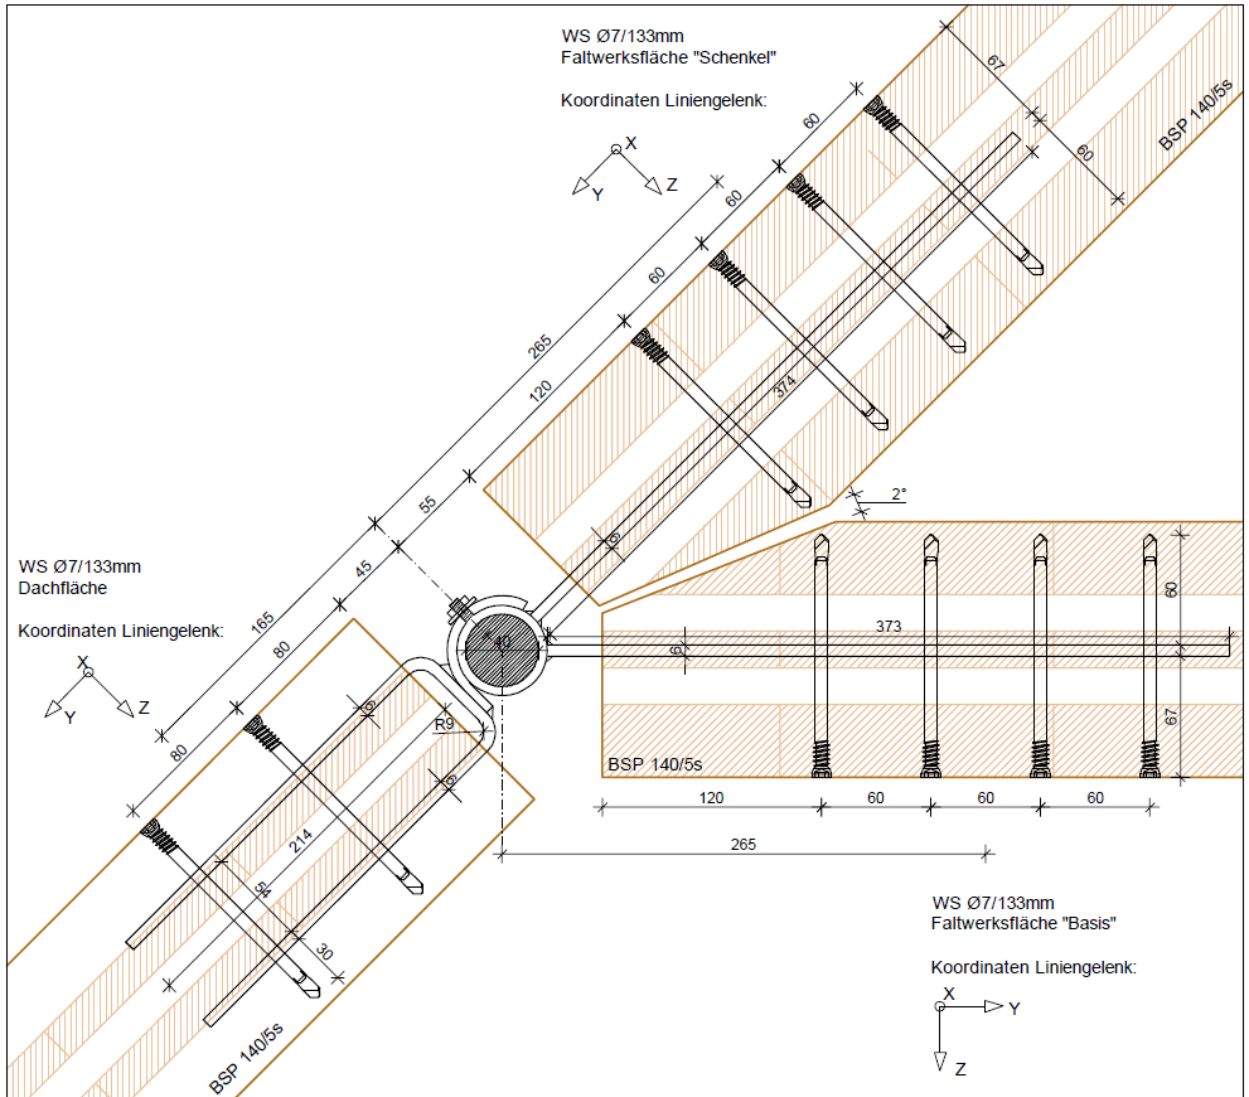 WS Ø7/133mm
Faltwerksfläche "Schenkel"
Koordinaten Liniengelenk:
X
Y
Z
67
60
BSP 140/5s
60
60
60
120
265
374
55
45
165
80
80
6
2°
WS Ø7/133mm
Dachfläche
Koordinaten Liniengelenk:
X
Y
Z
40
373
6
60
67
R9
6
6
214
54
30
BSP 140/5s
BSP 140/5s
120
60
60
60
265
WS Ø7/133mm
Faltwerksfläche "Basis"
Koordinaten Liniengelenk:
X
Y
Z